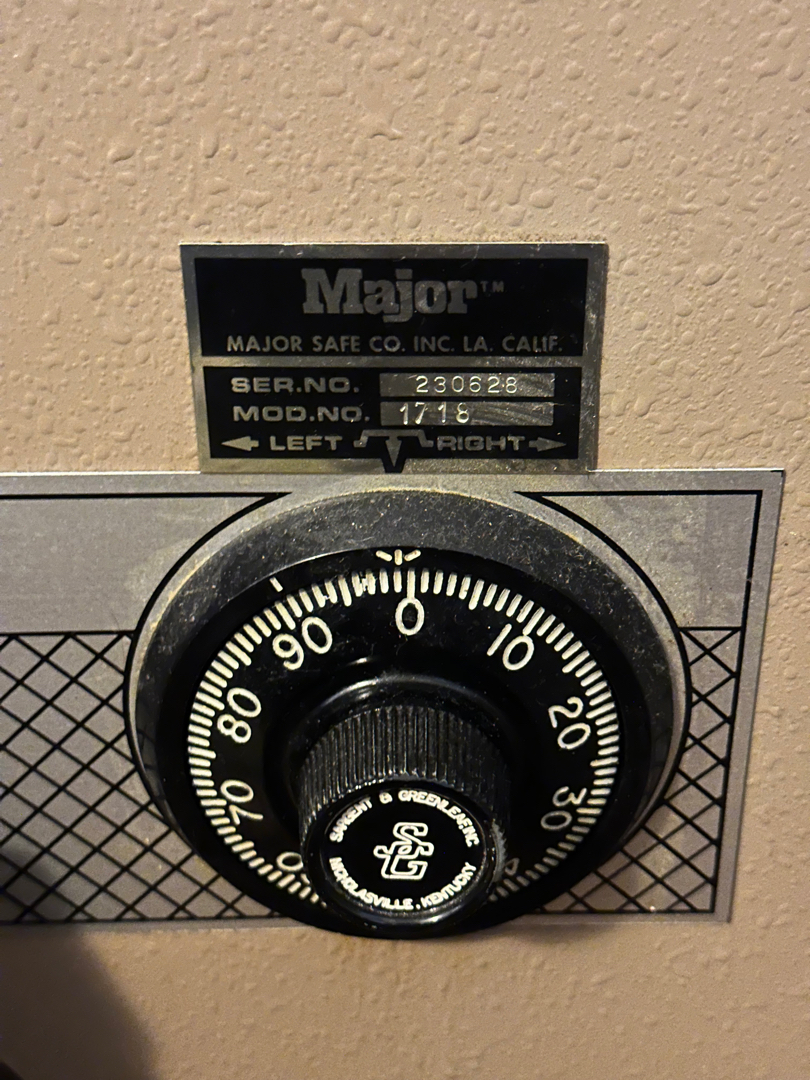 Major™
MAJOR SAFE CO. INC. LA. CALIF.
SER.NO. 230628
MOD.NO. 1718
LEFT RIGHT
0
10
20
30
70
80
90
SARGENT & GREENLEAF INC
S&G
NICHOLASVILLE, KENTUCKY